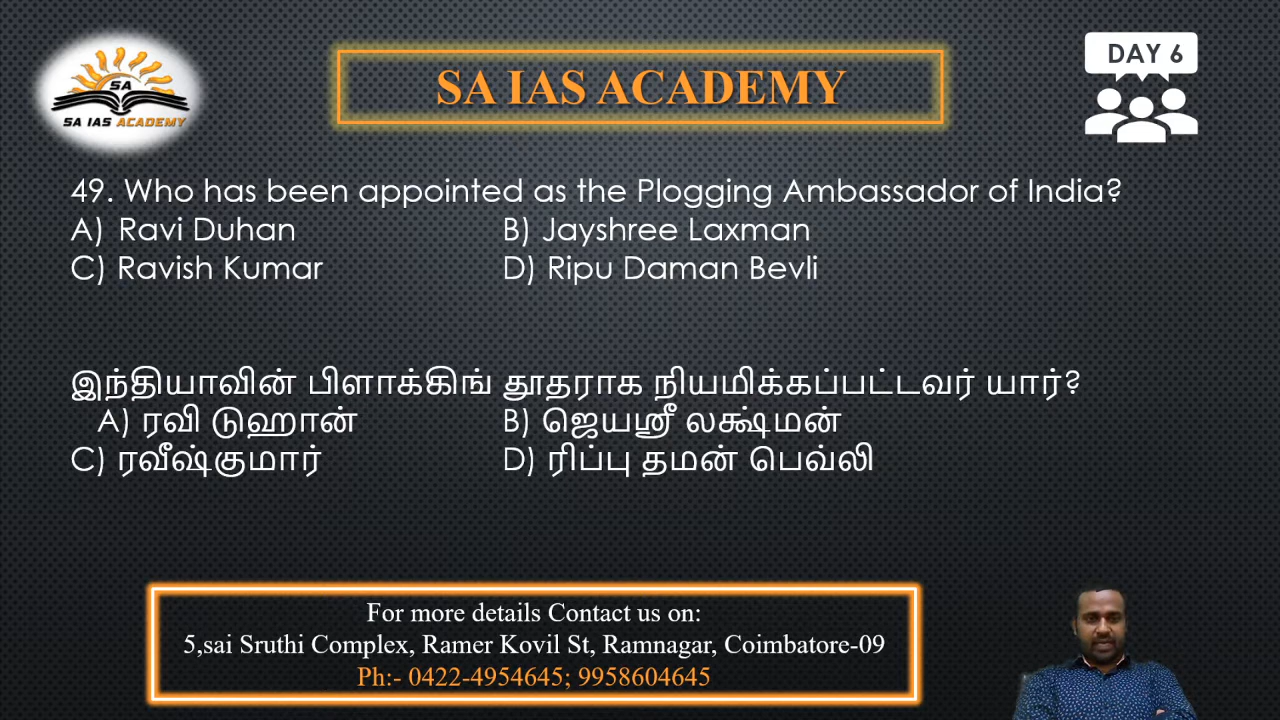 SA
SA IAS ACADEMY
SA IAS ACADEMY
DAY 6
49. Who has been appointed as the Plogging Ambassador of India?
A) Ravi Duhan B) Jayshree Laxman
C) Ravish Kumar D) Ripu Daman Bevli
இந்தியாவின் பிளாக்கிங் தூதராக நியமிக்கப்பட்டவர் யார்?
A) ரவி டுஹான் B) ஜெயஸ்ரீ லக்ஷ்மன்
C) ரவீஷ்குமார் D) ரிப்பு தமன் பெவ்லி
For more details Contact us on:
5,sai Sruthi Complex, Ramer Kovil St, Ramnagar, Coimbatore-09
Ph:- 0422-4954645; 9958604645